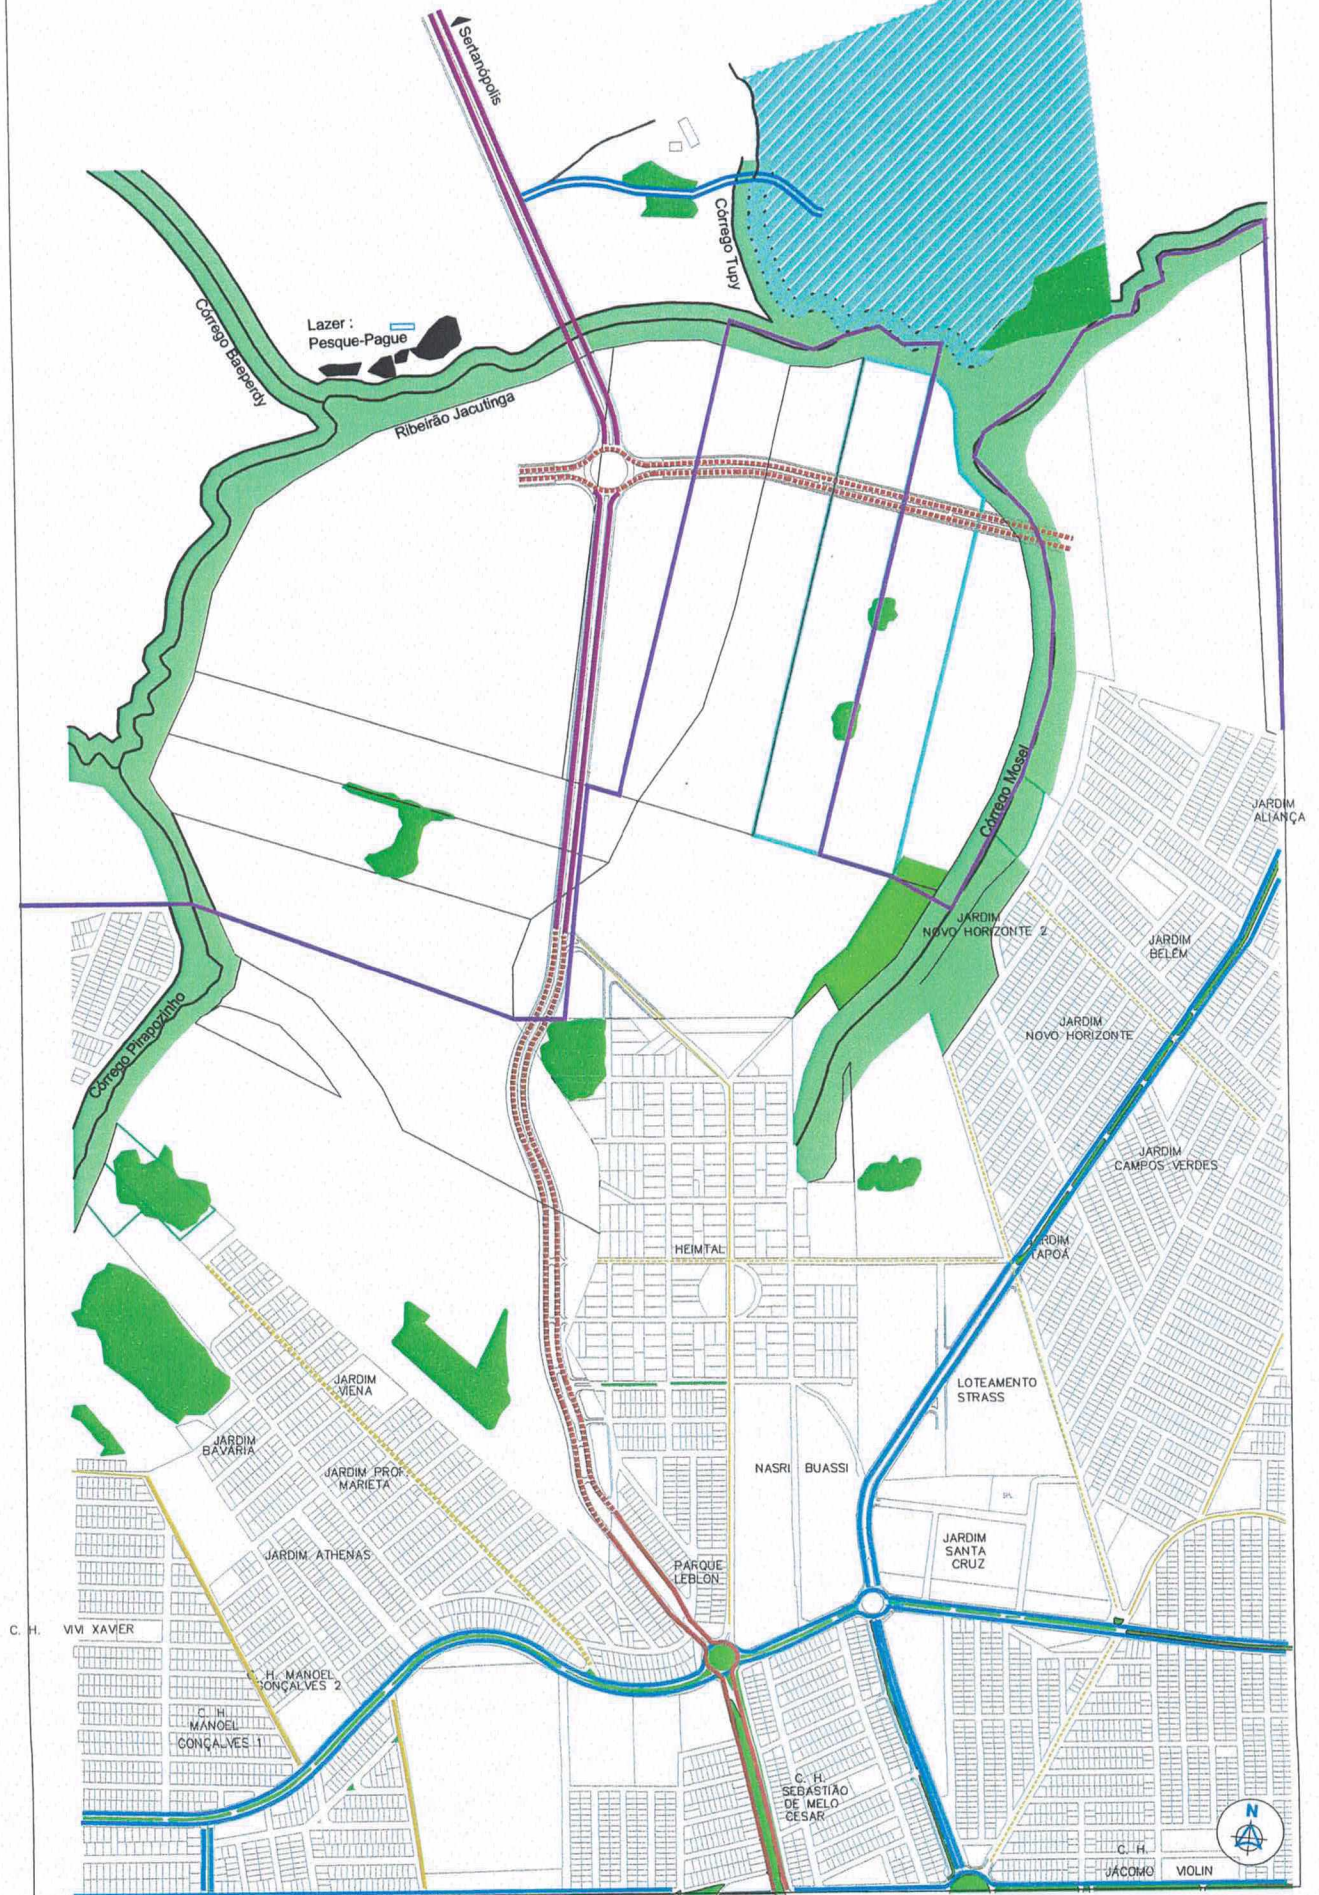 Sertanópolis
Córrego Tupy
Córrego Baeperdy
Lazer :
Pesque-Pague
Ribeirão Jacutinga
Córrego Mosel
JARDIM
ALIANÇA
JARDIM
NOVO HORIZONTE 2
JARDIM
BELÉM
Córrego Pirapozinho
JARDIM
NOVO HORIZONTE
JARDIM
CAMPOS VERDES
HEIMTAL
JARDIM
TAPOÁ
JARDIM
VIENA
LOTEAMENTO
STRASS
JARDIM
BAVÁRIA
JARDIM PROF.
MARIETA
NASRI BUASSI
JARDIM ATHENAS
JARDIM
SANTA
CRUZ
PARQUE
LEBLON
C. H. VIVI XAVIER
C. H. MANOEL
GONÇALVES 2
C. H.
MANOEL
GONÇALVES 1
C. H.
SEBASTIÃO
DE MELO
CESAR
N
C. H.
JÁCOMO VIOLIN